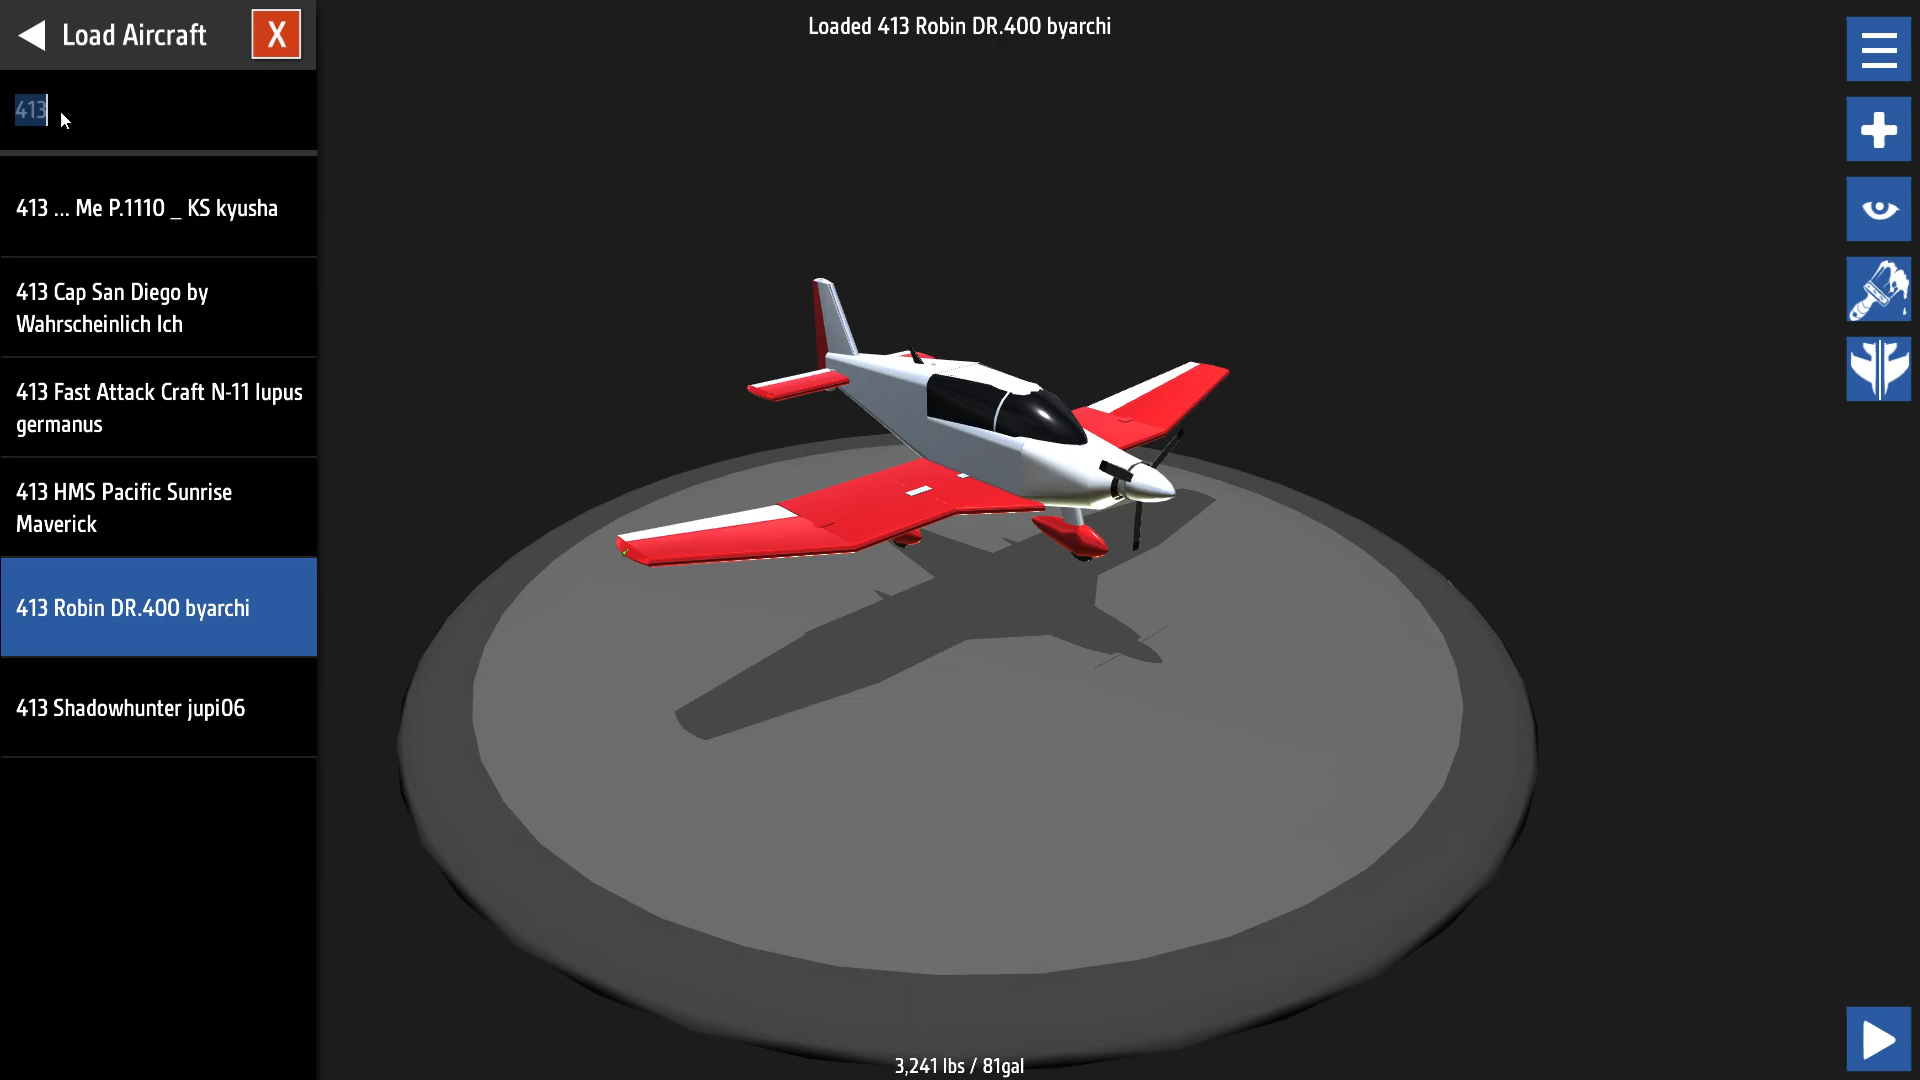 Load Aircraft
X
Loaded 413 Robin DR.400 byarchi
413
413 ... Me P.1110 _ KS kyusha
413 Cap San Diego by
Wahrscheinlich Ich
413 Fast Attack Craft N-11 lupus
germanus
413 HMS Pacific Sunrise
Maverick
413 Robin DR.400 byarchi
413 Shadowhunter jupi06
3,241 lbs / 81gal